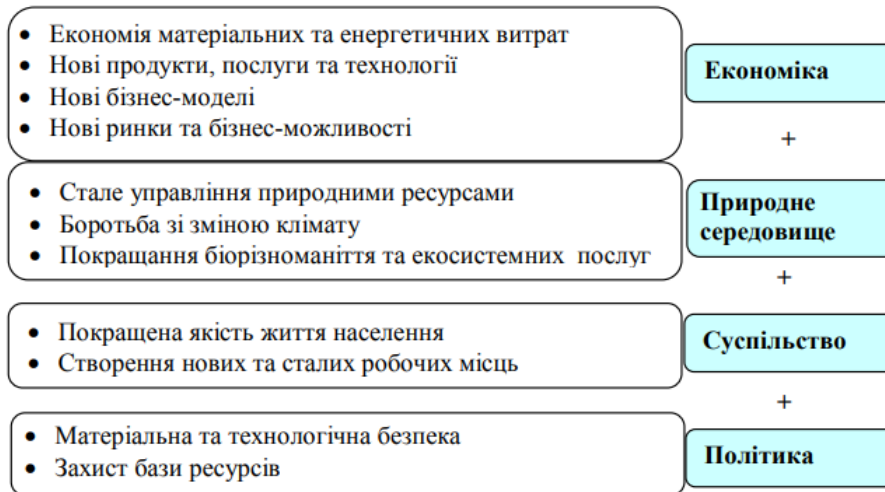 • Економія матеріальних та енергетичних витрат
• Нові продукти, послуги та технології
• Нові бізнес-моделі
• Нові ринки та бізнес-можливості
Економіка
+
• Стале управління природними ресурсами
• Боротьба зі зміною клімату
• Покращання біорізноманіття та екосистемних послуг
Природне
середовище
+
• Покращена якість життя населення
• Створення нових та сталих робочих місць
Суспільство
+
• Матеріальна та технологічна безпека
• Захист бази ресурсів
Політика